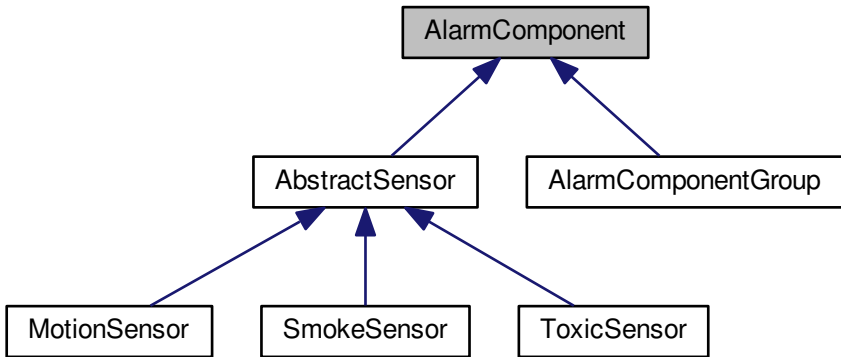 AlarmComponent
AbstractSensor
AlarmComponentGroup
MotionSensor
SmokeSensor
ToxicSensor